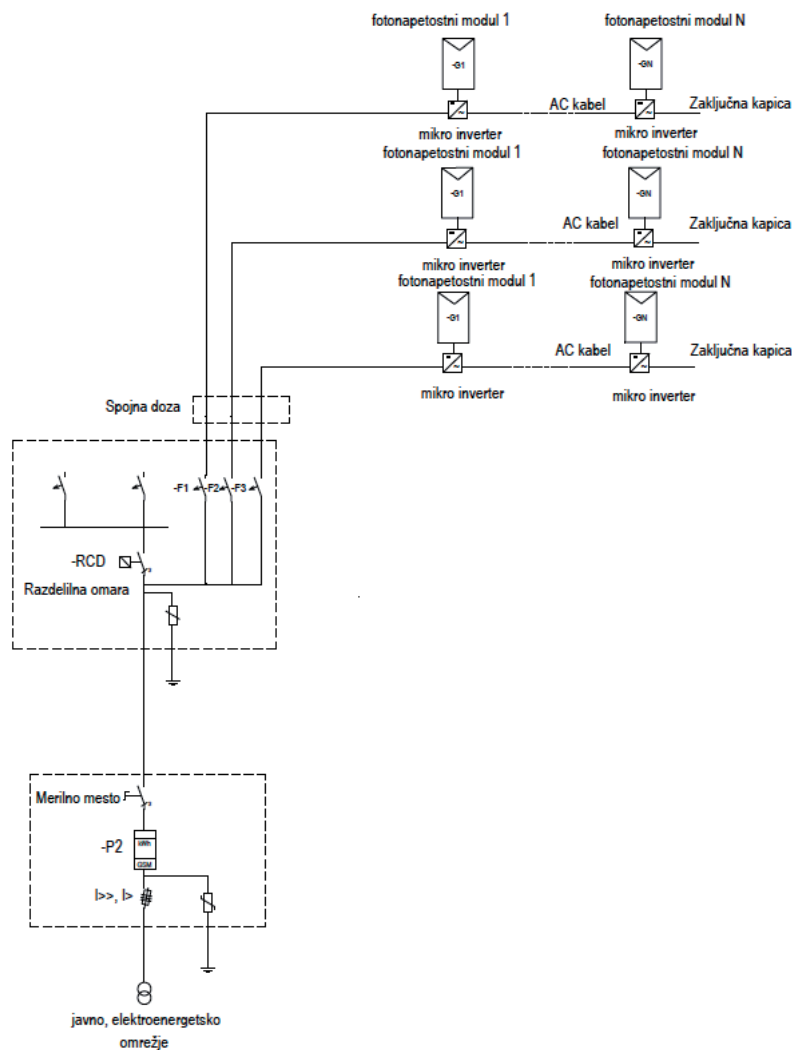 fotonapetostni modul 1
fotonapetostni modul N
-G1
-GN
AC kabel
Zaključna kapica
mikro inverter
mikro inverter
fotonapetostni modul 1
fotonapetostni modul N
-G1
-GN
AC kabel
Zaključna kapica
mikro inverter
mikro inverter
fotonapetostni modul 1
fotonapetostni modul N
-G1
-GN
AC kabel
Zaključna kapica
mikro inverter
mikro inverter
Spojna doza
-F1
-F2
-F3
-RCD
Razdelilna omara
Merilno mesto
-P2
kWh
GSM
I>>, I>
javno, elektroenergetsko
omrežje